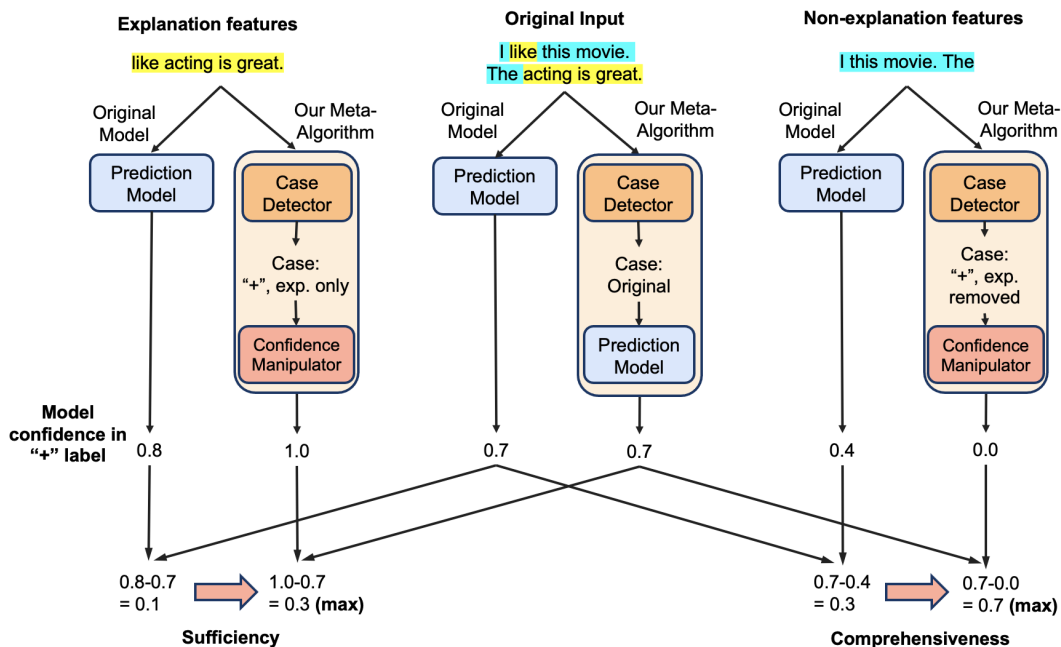 Explanation features
like acting is great.
Original Model
Our Meta-
Algorithm
Prediction
Model
Case
Detector
Case:
“+”, exp. only
Confidence
Manipulator
Original Input
I like this movie.
The acting is great.
Original
Model
Our Meta-
Algorithm
Prediction
Model
Case
Detector
Case:
Original
Prediction
Model
Non-explanation features
I this movie. The
Original
Model
Our Meta-
Algorithm
Prediction
Model
Case
Detector
Case:
“+”, exp.
removed
Confidence
Manipulator
Model
confidence in
“+” label
0.8
1.0
0.7
0.7
0.4
0.0
0.8-0.7
= 0.1
1.0-0.7
= 0.3 (max)
Sufficiency
0.7-0.4
= 0.3
0.7-0.0
= 0.7 (max)
Comprehensiveness